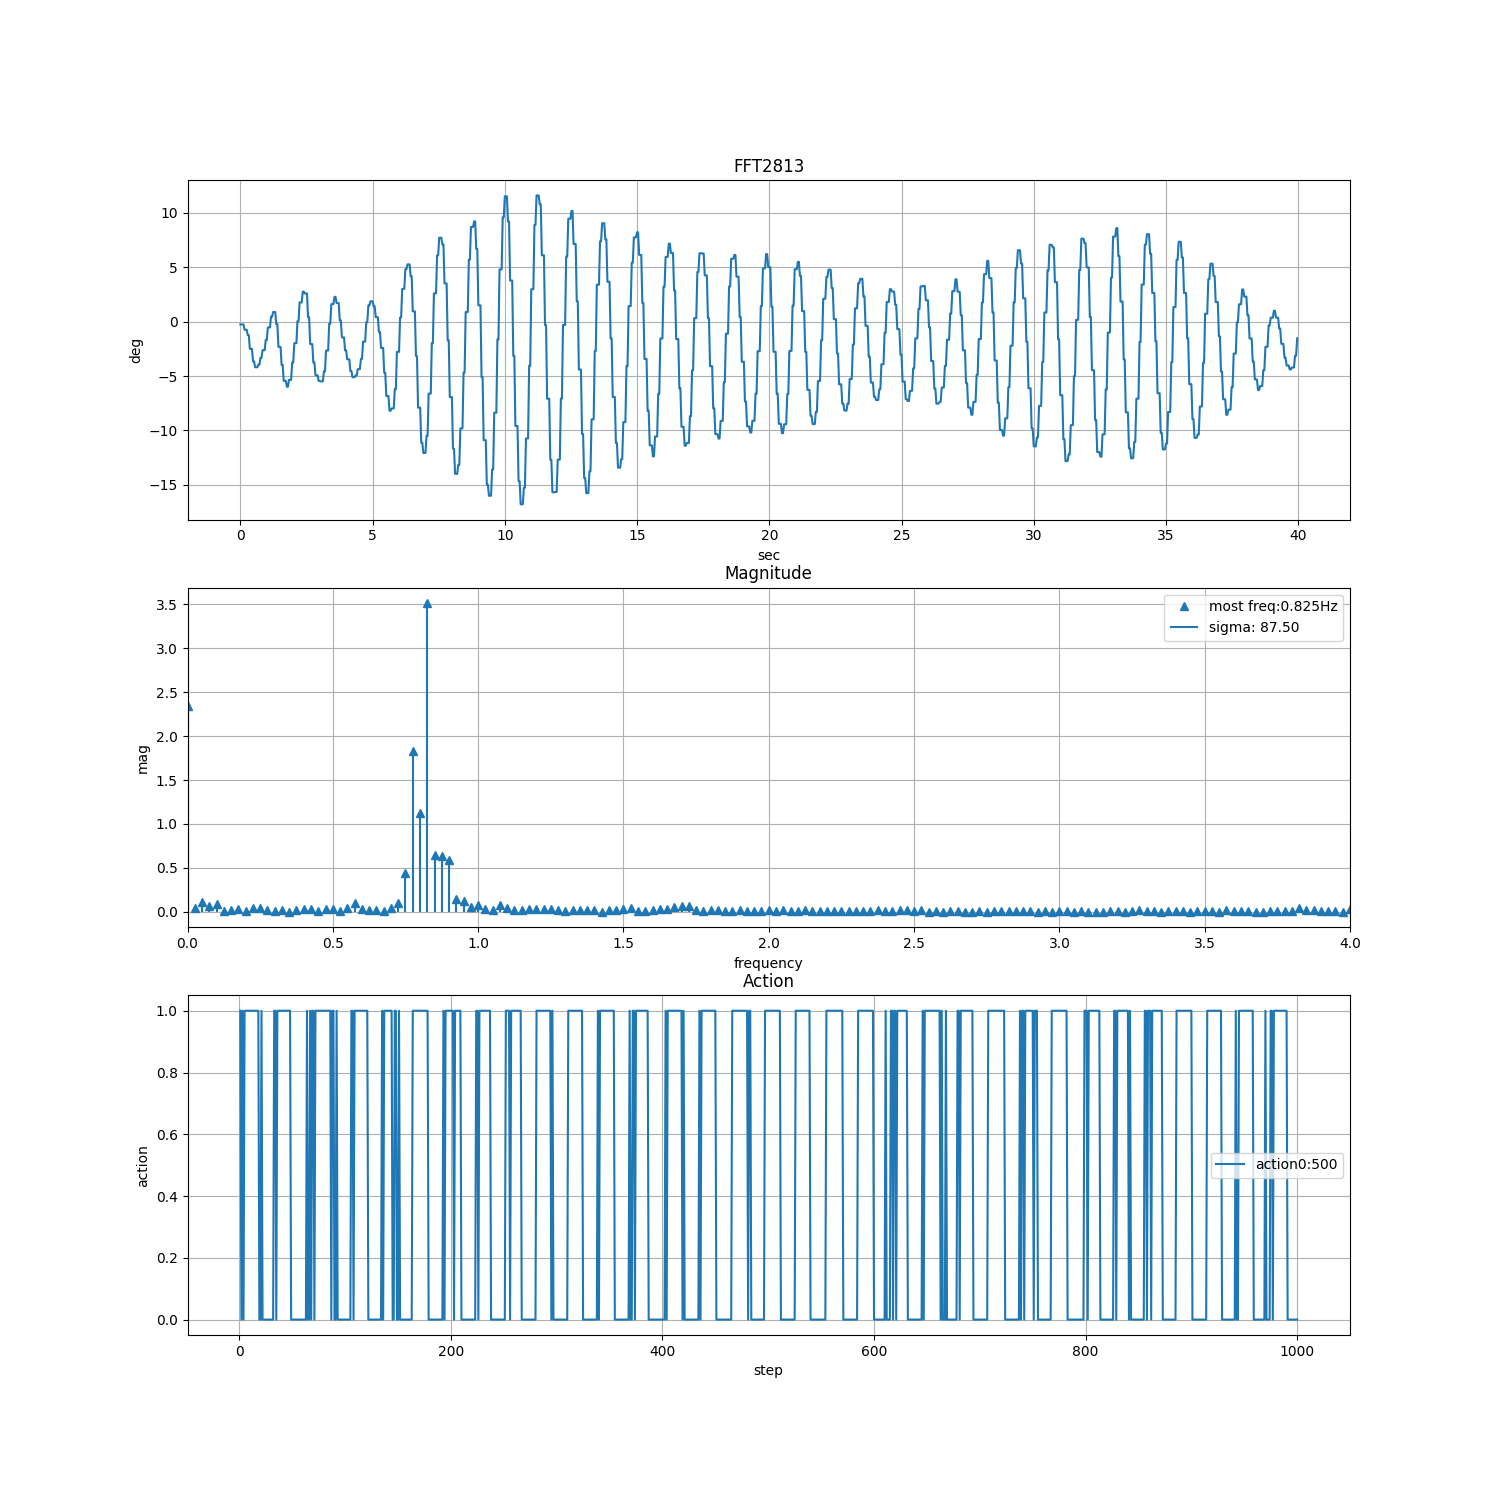 FFT2813
10
5
0
−5
−10
−15
deg
0 5 10 15 20 25 30 35 40
sec
Magnitude
3.5
3.0
2.5
2.0
1.5
1.0
0.5
0.0
mag
most freq:0.825Hz
sigma: 87.50
0.0 0.5 1.0 1.5 2.0 2.5 3.0 3.5 4.0
frequency
Action
1.0
0.8
0.6
0.4
0.2
0.0
action
action0:500
0 200 400 600 800 1000
step